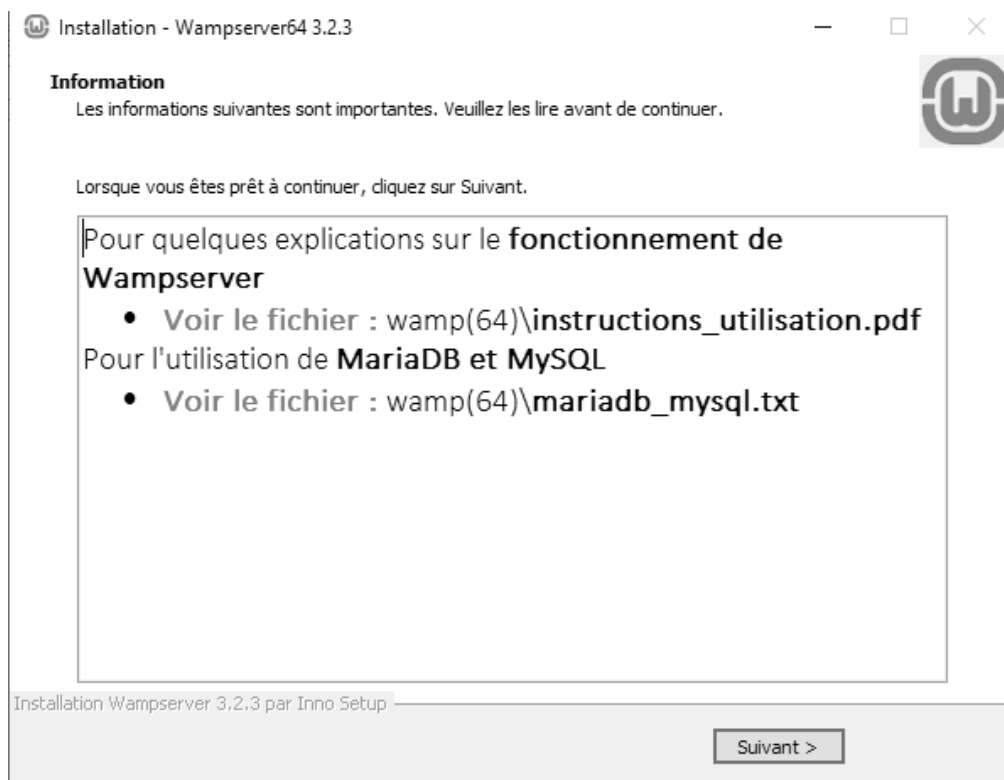 Installation - Wampserver64 3.2.3
Information
Les informations suivantes sont importantes. Veuillez les lire avant de continuer.
Lorsque vous êtes prêt à continuer, cliquez sur Suivant.
Pour quelques explications sur le fonctionnement de
Wampserver
• Voir le fichier : wamp(64)\instructions_utilisation.pdf
Pour l'utilisation de MariaDB et MySQL
• Voir le fichier : wamp(64)\mariadb_mysql.txt
Installation Wampserver 3.2.3 par Inno Setup
Suivant >